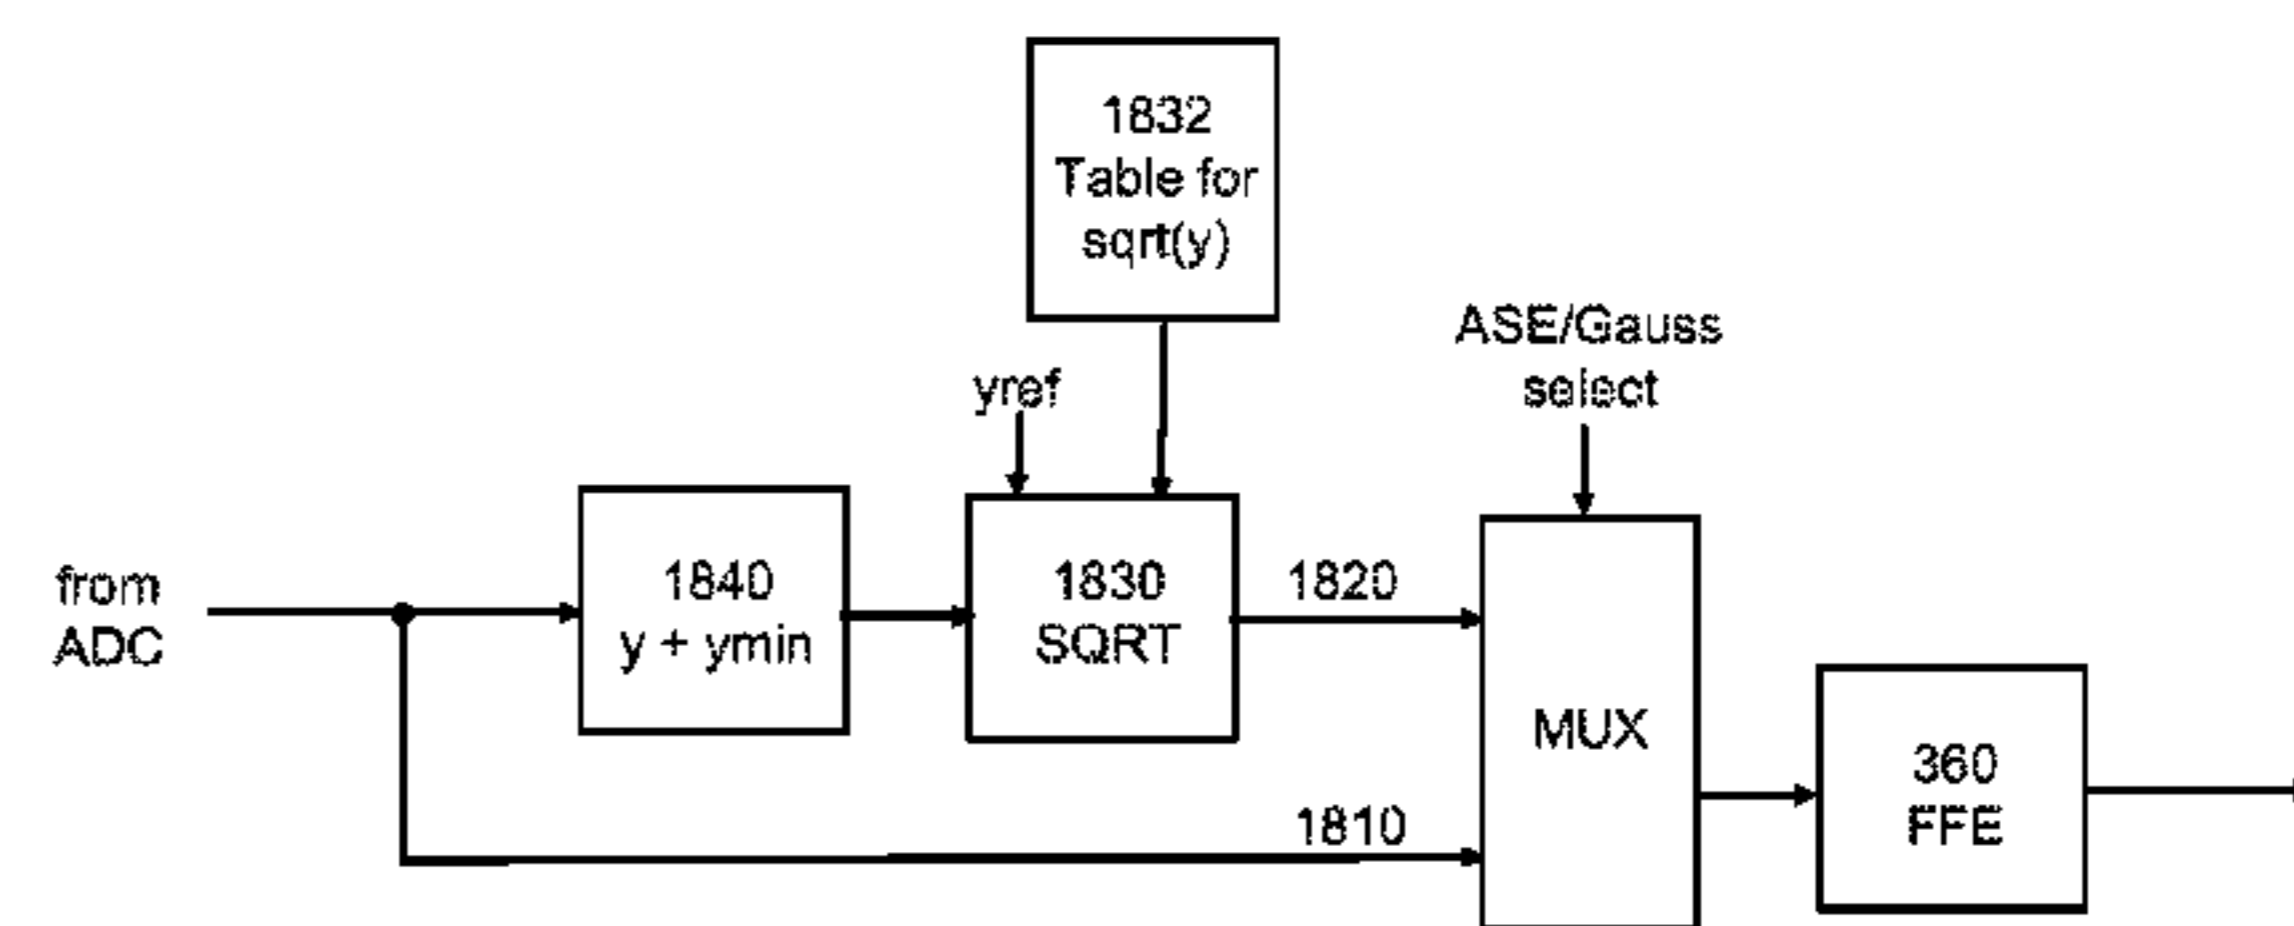 1832
Table for
sqrt(y)
ASE/Gauss
select
yref
from
ADC
1840
y + ymin
1830
SQRT
1820
MUX
1810
360
FFE